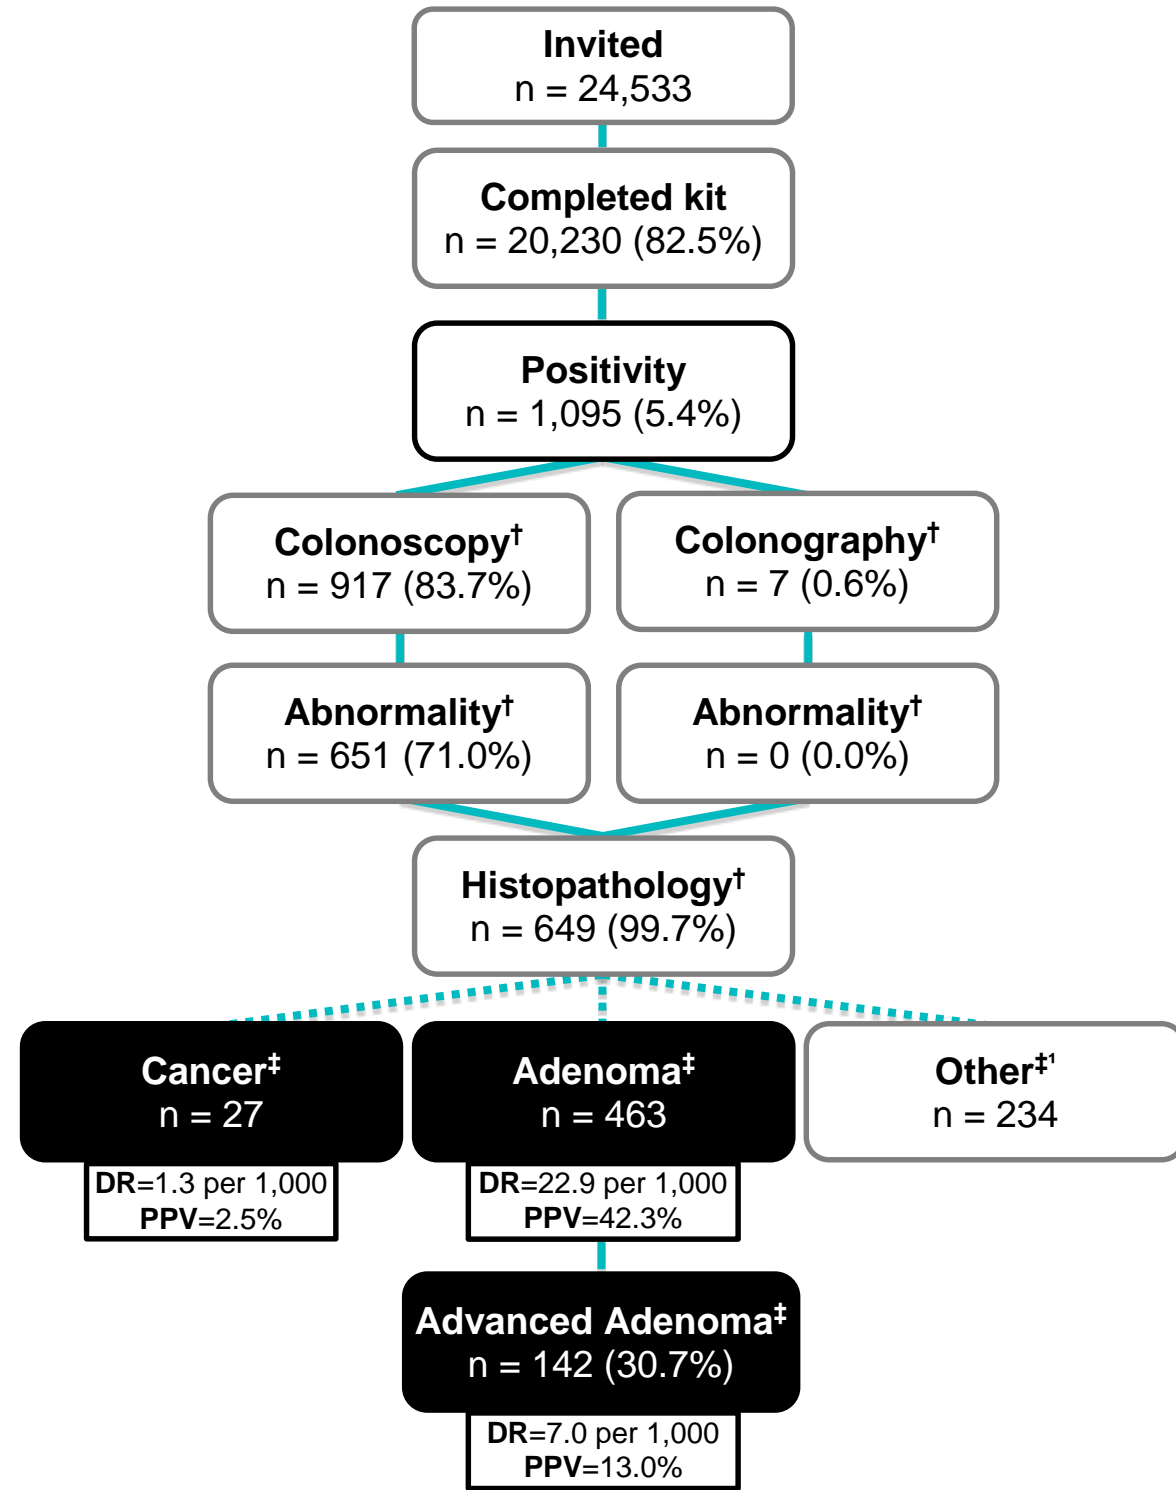 Invited
n = 24,533
Completed kit
n = 20,230 (82.5%)
Positivity
n = 1,095 (5.4%)
Colonoscopy†
n = 917 (83.7%)
Colonography†
n = 7 (0.6%)
Abnormality†
n = 651 (71.0%)
Abnormality†
n = 0 (0.0%)
Histopathology†
n = 649 (99.7%)
Cancer‡
n = 27
DR=1.3 per 1,000
PPV=2.5%
Adenoma‡
n = 463
DR=22.9 per 1,000
PPV=42.3%
Other‡¹
n = 234
Advanced Adenoma‡
n = 142 (30.7%)
DR=7.0 per 1,000
PPV=13.0%